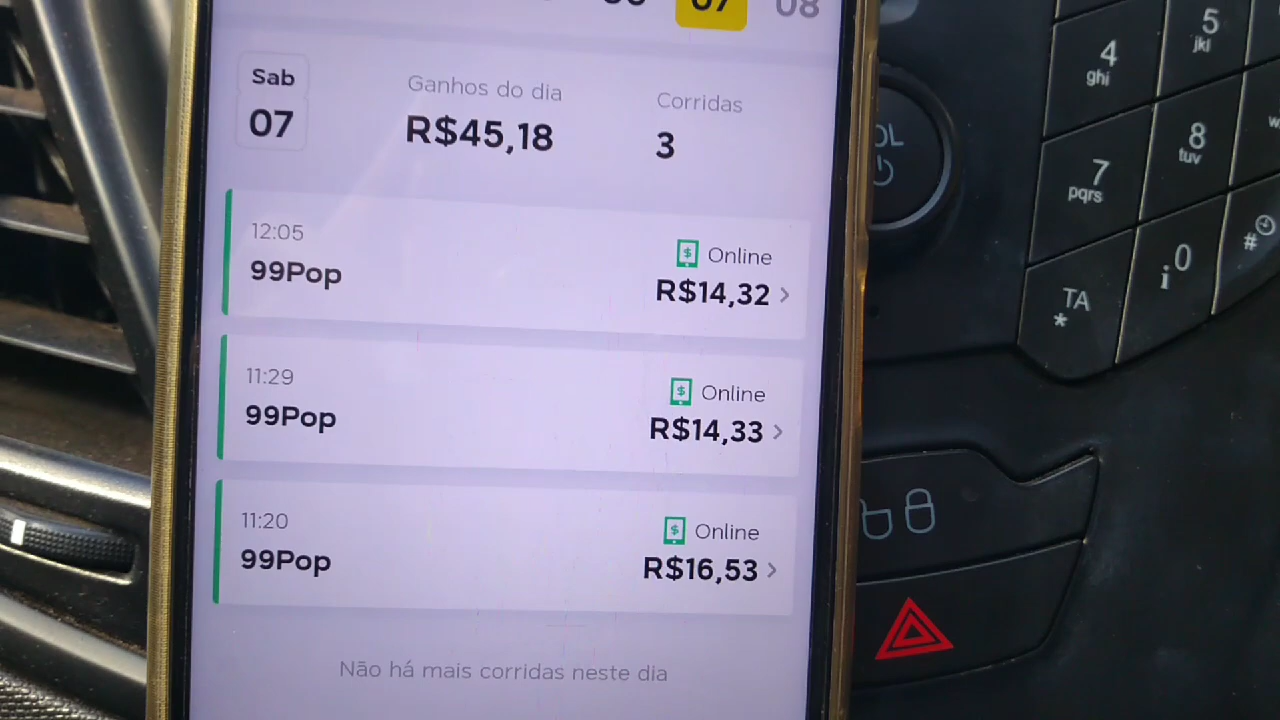 07
08
Sab
07
Ganhos do dia
R$45,18
Corridas
3
12:05
99Pop
Online
R$14,32
11:29
99Pop
Online
R$14,33
11:20
99Pop
Online
R$16,53
Não há mais corridas neste dia
5
jkl
4
ghi
8
tuv
7
pqrs
0
i
#
TA
*